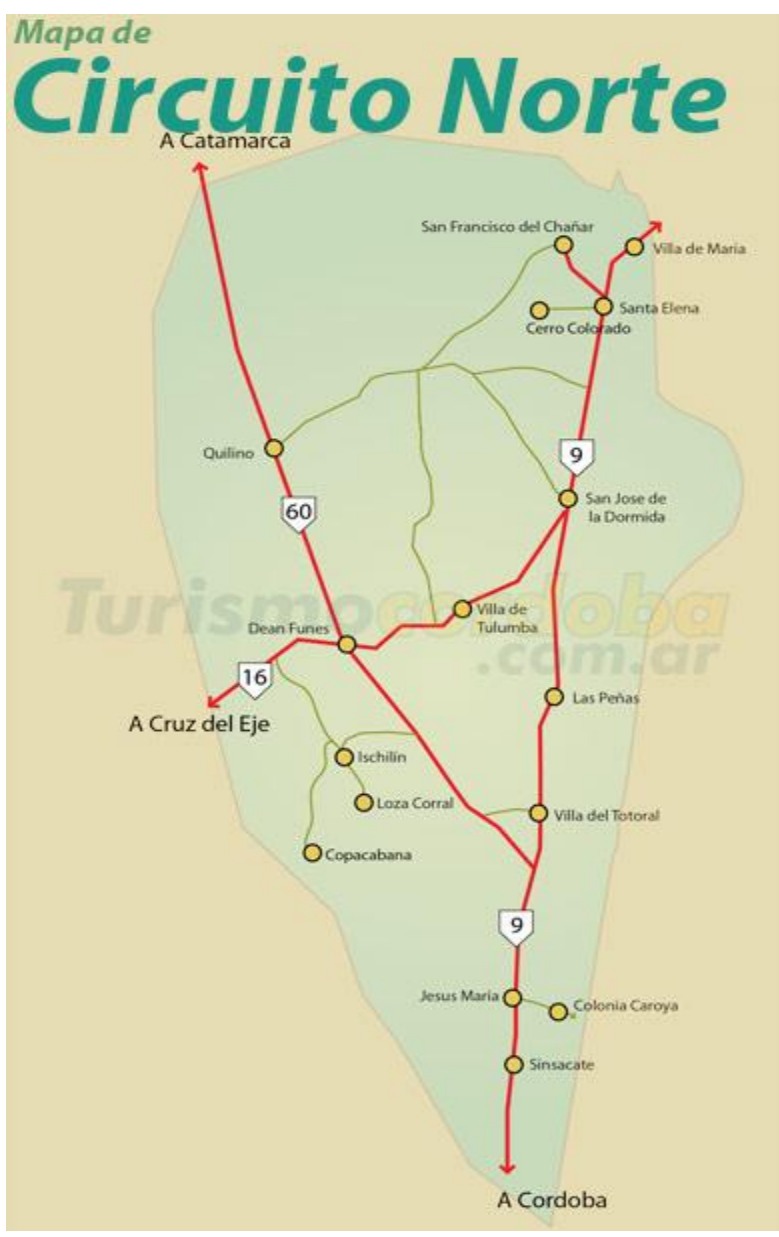 Mapa de
Circuito Norte
A Catamarca
San Francisco del Chañar
Villa de Maria
Santa Elena
Cerro Colorado
9
Quilino
60
San Jose de
la Dormida
Turismocordoba
.com.ar
Villa de
Tulumba
Dean Funes
16
A Cruz del Eje
Las Peñas
Ischilín
Loza Corral
Villa del Totoral
Copacabana
9
Jesus Maria
Colonia Caroya
Sinsacate
A Cordoba